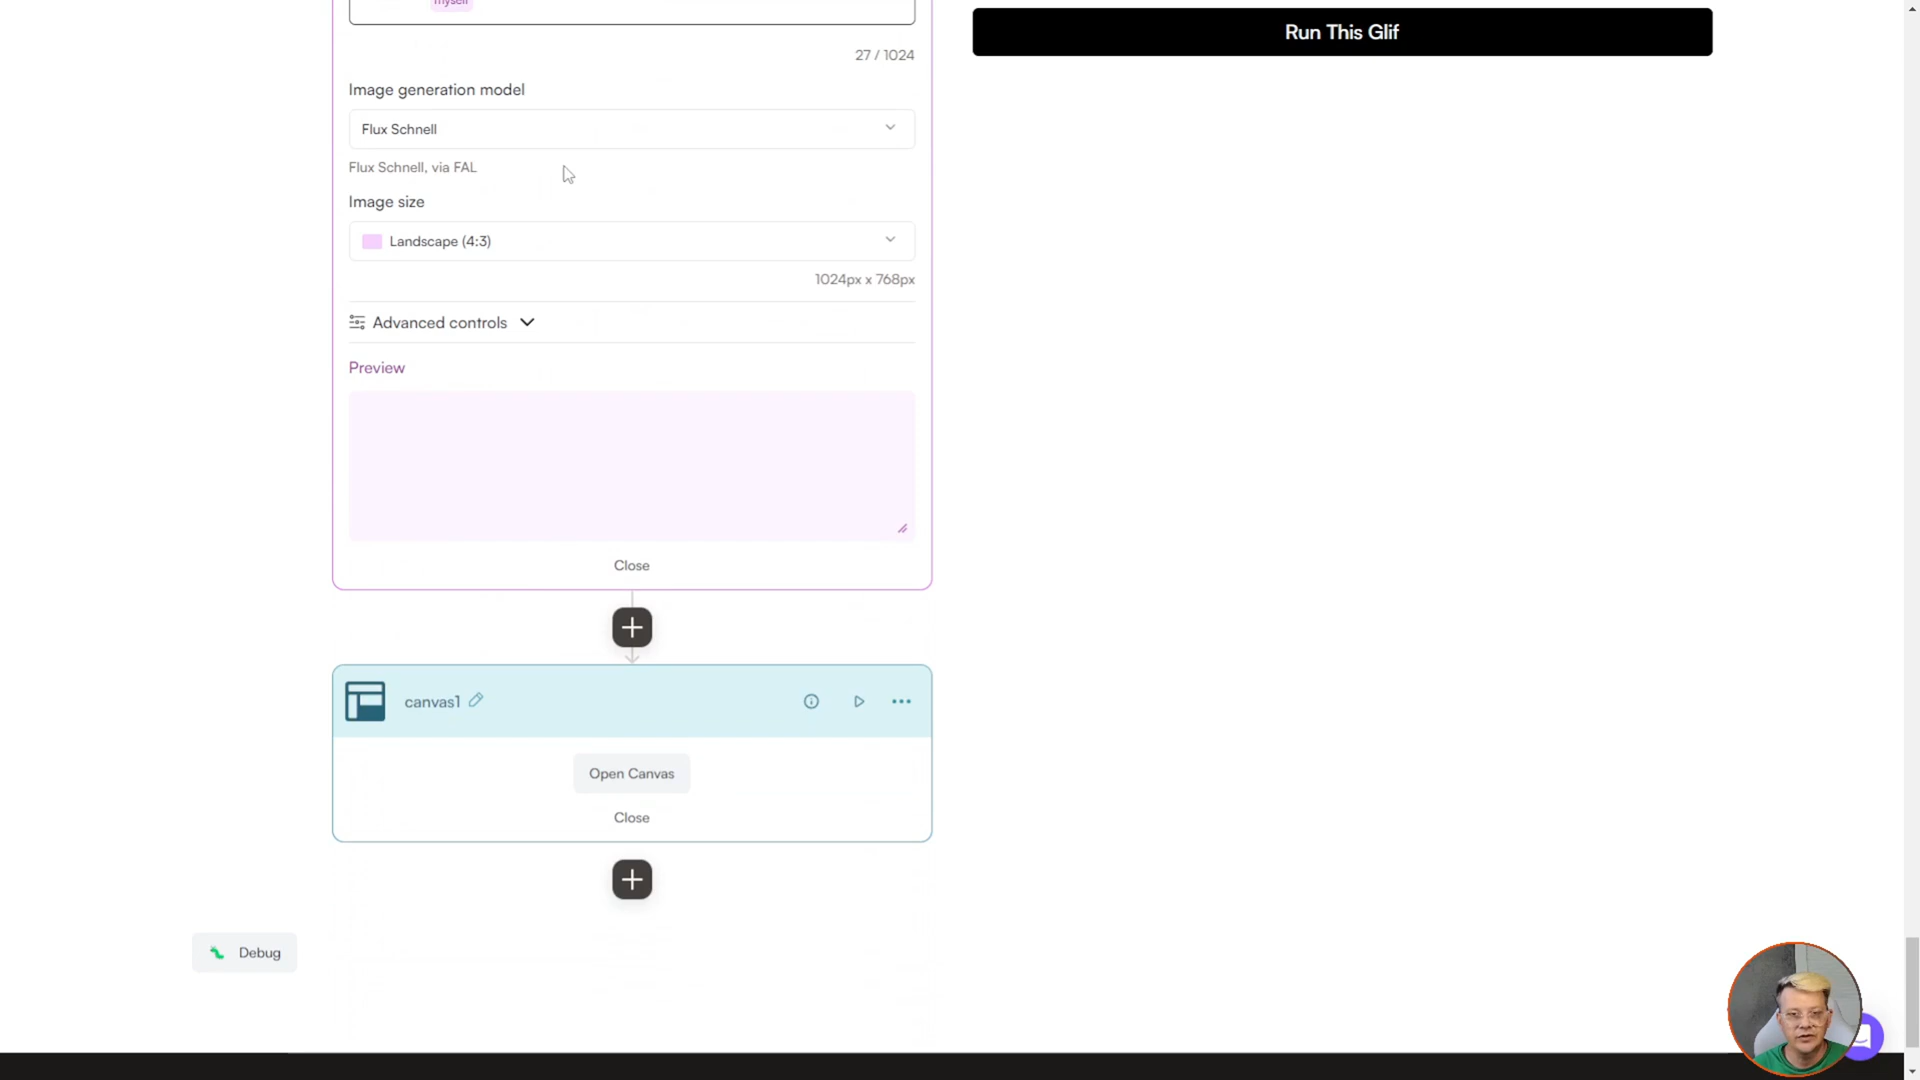 myself
Run This Glif
27 / 1024
Image generation model
Flux Schnell
Flux Schnell, via FAL
Image size
Landscape (4:3)
1024px x 768px
Advanced controls
Preview
Close
canvas1
Open Canvas
Close
Debug